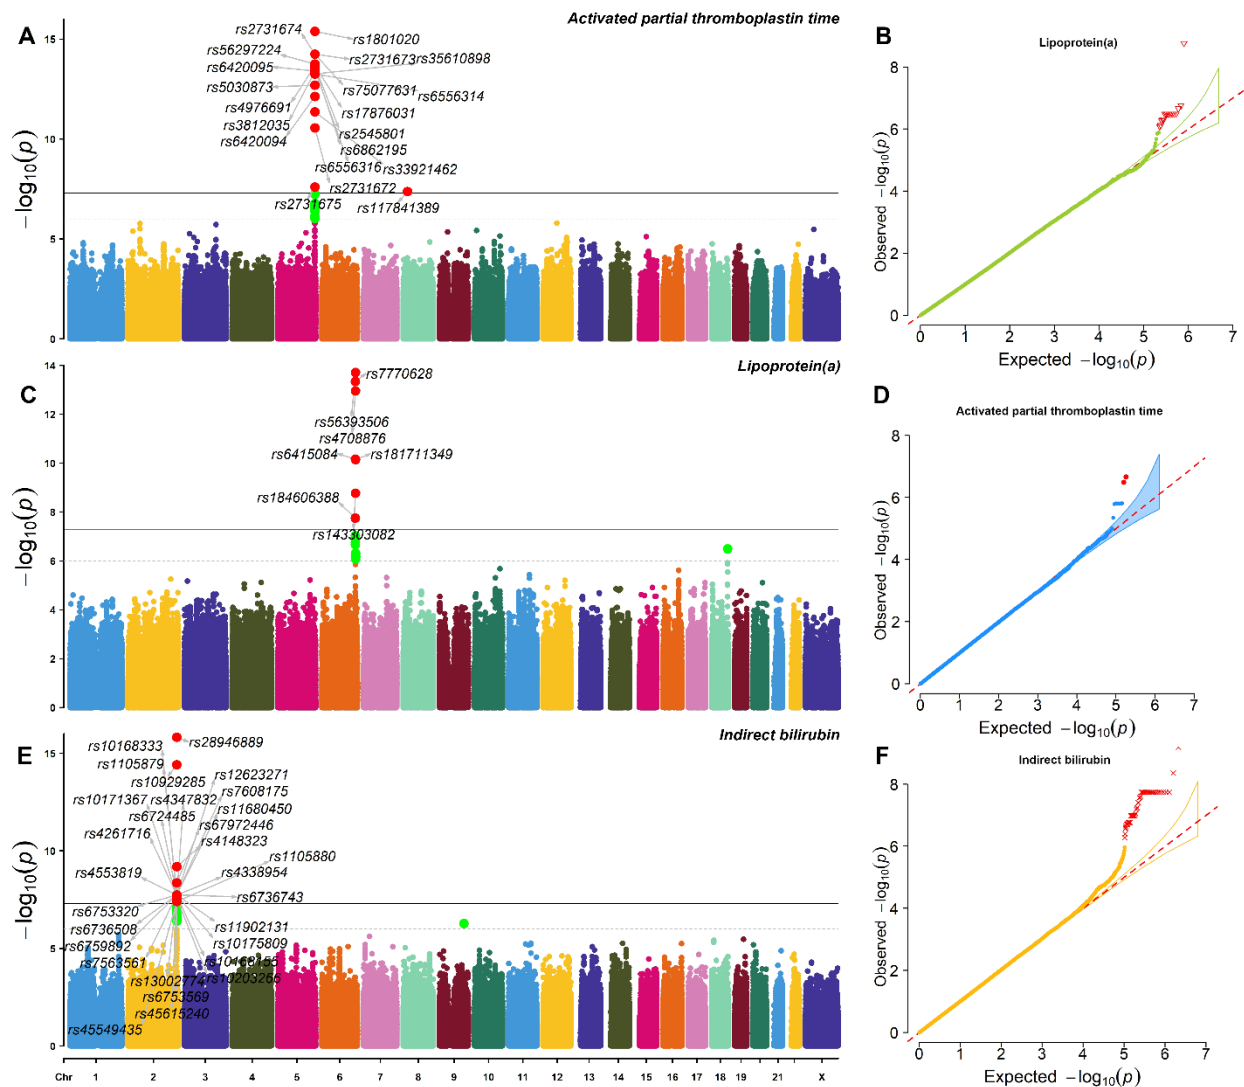 A
Activated partial thromboplastin time
−log10(p)
15
10
5
0
rs2731674
rs1801020
rs56297224
rs2731673
rs35610898
rs6420095
rs5030873
rs75077631
rs6556314
rs4976691
rs17876031
rs3812035
rs2545801
rs6420094
rs6862195
rs6556316
rs33921462
rs2731672
rs2731675
rs117841389
B
Lipoprotein(a)
Observed −log10(p)
8
6
4
2
0
0 1 2 3 4 5 6 7
Expected −log10(p)
C
Lipoprotein(a)
−log10(p)
14
12
10
8
6
4
2
0
rs7770628
rs56393506
rs4708876
rs6415084
rs181711349
rs184606388
rs143303082
D
Activated partial thromboplastin time
Observed −log10(p)
8
6
4
2
0
0 1 2 3 4 5 6 7
Expected −log10(p)
E
Indirect bilirubin
−log10(p)
15
10
5
0
rs10168333
rs28946889
rs1105879
rs12623271
rs10929285
rs7608175
rs10171367
rs4347832
rs11680450
rs6724485
rs67972446
rs4261716
rs4148323
rs1105880
rs4553819
rs4338954
rs6736743
rs6753320
rs6736508
rs11902131
rs6759892
rs10175809
rs7563561
rs10168155
rs13002774
rs10203266
rs6753569
rs45615240
rs45549435
Chr 1 2 3 4 5 6 7 8 9 10 11 12 13 14 15 16 17 18 19 21 X
F
Indirect bilirubin
Observed −log10(p)
8
6
4
2
0
0 1 2 3 4 5 6 7
Expected −log10(p)